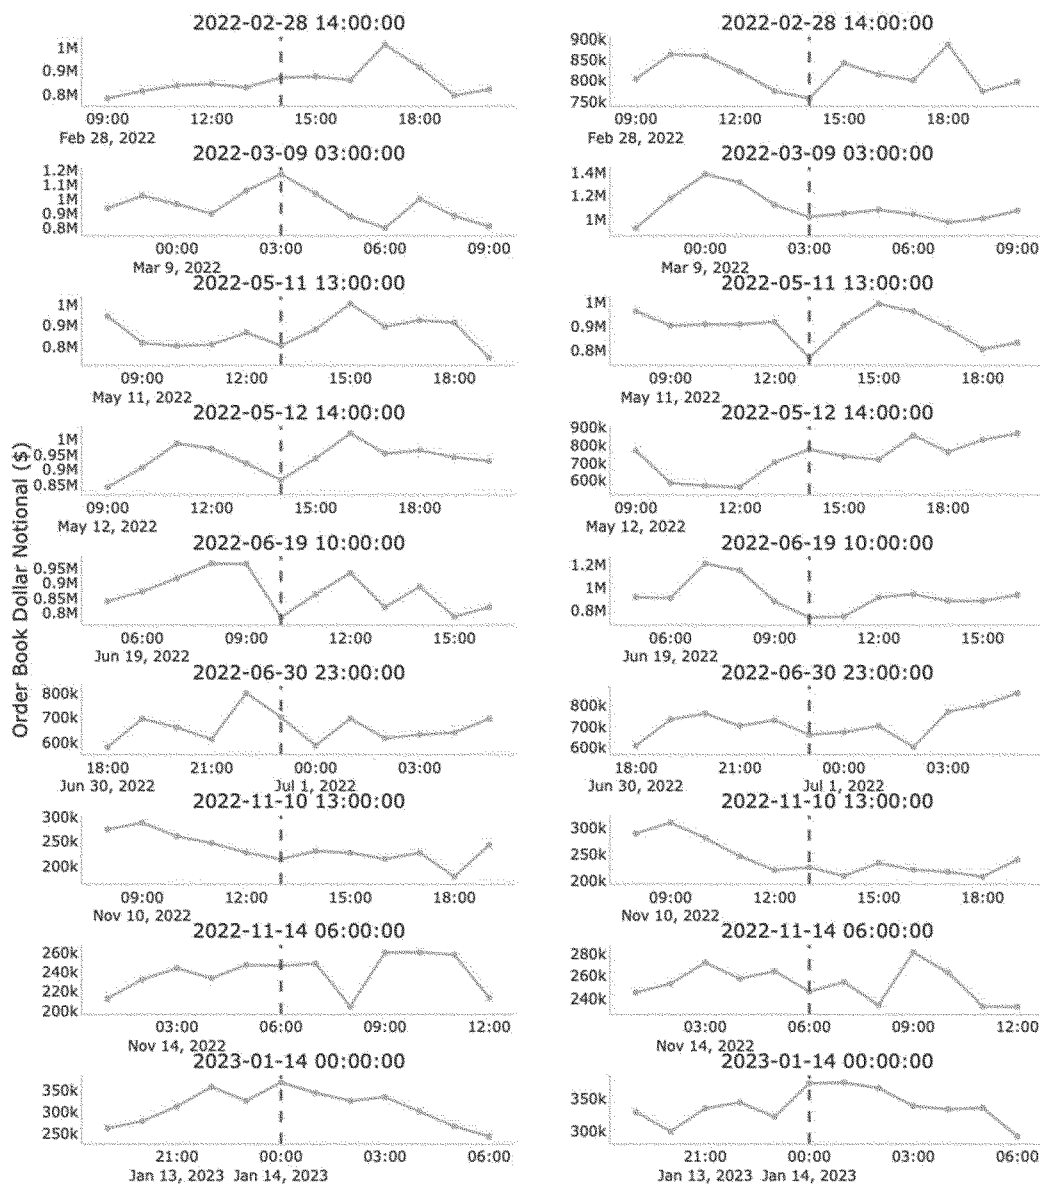 2022-02-28 14:00:00 2022-02-28 14:00:00
1M 900k
0.9M 850k
0.8M 800k
750k
09:00 12:00 15:00 18:00 09:00 12:00 15:00 18:00
Feb 28, 2022 Feb 28, 2022
2022-03-09 03:00:00 2022-03-09 03:00:00
1.2M 1.4M
1.1M 1.2M
1M 1M
0.9M
0.8M
00:00 03:00 06:00 09:00 00:00 03:00 06:00 09:00
Mar 9, 2022 Mar 9, 2022
2022-05-11 13:00:00 2022-05-11 13:00:00
1M 1M
0.9M 0.9M
0.8M 0.8M
09:00 12:00 15:00 18:00 09:00 12:00 15:00 18:00
May 11, 2022 May 11, 2022
2022-05-12 14:00:00 2022-05-12 14:00:00
1M 900k
0.95M 800k
0.9M 700k
0.85M 600k
09:00 12:00 15:00 18:00 09:00 12:00 15:00 18:00
May 12, 2022 May 12, 2022
Order Book Dollar Notional ($)
2022-06-19 10:00:00 2022-06-19 10:00:00
0.95M 1.2M
0.9M 1M
0.85M 0.8M
0.8M
06:00 09:00 12:00 15:00 06:00 09:00 12:00 15:00
Jun 19, 2022 Jun 19, 2022
2022-06-30 23:00:00 2022-06-30 23:00:00
800k 800k
700k 700k
600k 600k
18:00 21:00 00:00 03:00 18:00 21:00 00:00 03:00
Jun 30, 2022 Jul 1, 2022 Jun 30, 2022 Jul 1, 2022
2022-11-10 13:00:00 2022-11-10 13:00:00
300k 300k
250k 250k
200k 200k
09:00 12:00 15:00 18:00 09:00 12:00 15:00 18:00
Nov 10, 2022 Nov 10, 2022
2022-11-14 06:00:00 2022-11-14 06:00:00
260k 280k
240k 260k
220k 240k
200k
03:00 06:00 09:00 12:00 03:00 06:00 09:00 12:00
Nov 14, 2022 Nov 14, 2022
2023-01-14 00:00:00 2023-01-14 00:00:00
350k 350k
300k 300k
250k
21:00 00:00 03:00 06:00 21:00 00:00 03:00 06:00
Jan 13, 2023 Jan 14, 2023 Jan 13, 2023 Jan 14, 2023